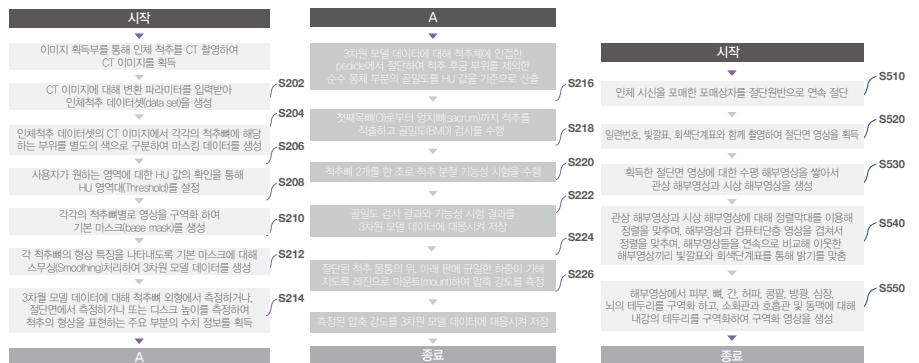 시작
이미지 획득부를 통해 인체 척추를 CT 촬영하여
CT 이미지를 획득
S202
CT 이미지에 대해 변환 파라미터를 입력받아
인체척추 데이터셋(data set)을 생성
S204
인체척추 데이터셋의 CT 이미지에서 각각의 척추뼈에 해당
하는 부위를 별도의 색으로 구분하여 마스킹 데이터를 생성
S206
사용자가 원하는 영역에 대한 HU 값의 확인을 통해
HU 영역대(Threshold)를 설정
S208
각각의 척추뼈별로 영상을 구역화 하여
기본 마스크(base mask)를 생성
S210
각 척추뼈의 형상 특징을 나타내도록 기본 마스크에 대해
스무싱(Smoothing)처리하여 3차원 모델 데이터를 생성
S212
3차월 모델 데이터에 대해 척추뼈 외형에서 측정하거나,
절단면에서 측정하거나 또는 디스크 높이를 측정하여
척추의 형상을 표현하는 주요 부분의 수치 정보를 획득
S214
A
A
3차원 모델 데이터에 대해 척추체에 인접한
pedicle에서 절단하여 척추 후궁 부위를 제외한
순수 몸체 부분의 골밀도를 HU 값을 기준으로 산출
S216
첫째목뼈(C)로부터 엉치뼈(sacrum)까지 척추를
적출하고 골밀도(BMD) 검사를 수행
S218
척추뼈 2개를 한 조로 척추 분절 기능성 시험을 수행
S220
S222
골밀도 검사 결과와 기능성 시험 결과를
3차원 모델 데이터에 대응시켜 저장
S224
절단된 척추 몸통의 위, 아래 판에 균일한 하중이 가해
지도록 레진으로 마운트(mount)하여 압축 강도를 측정
S226
측정된 압축 강도를 3차원 모델 데이터에 대응시켜 저장
종료
시작
S510
인체 시신을 포매한 포매상자를 절단원반으로 연속 절단
S520
일련번호, 빛깔표, 회색단계표와 함께 촬영하여 절단면 영상을 획득
S530
획득한 절단면 영상에 대한 수평 해부영상을 쌓아서
관상 해부영상과 시상 해부영상을 생성
S540
관상 해부영상과 시상 해부영상에 대해 정렬막대를 이용해
정렬을 맞추며, 해부영상과 컴퓨터단층 영상을 겹쳐서
정렬을 맞추며, 해부영상들을 연속으로 비교해 이웃한
해부영상끼리 빛깔표와 회색단계표를 통해 밝기를 맞춤
S550
해부영상에서 피부, 뼈, 간, 허파, 콩팥, 방광, 심장,
뇌의 테두리를 구역화 하고, 소화관과 호흡관 및 동맥에 대해
내강의 테두리를 구역화하여 구역화 영상을 생성
종료